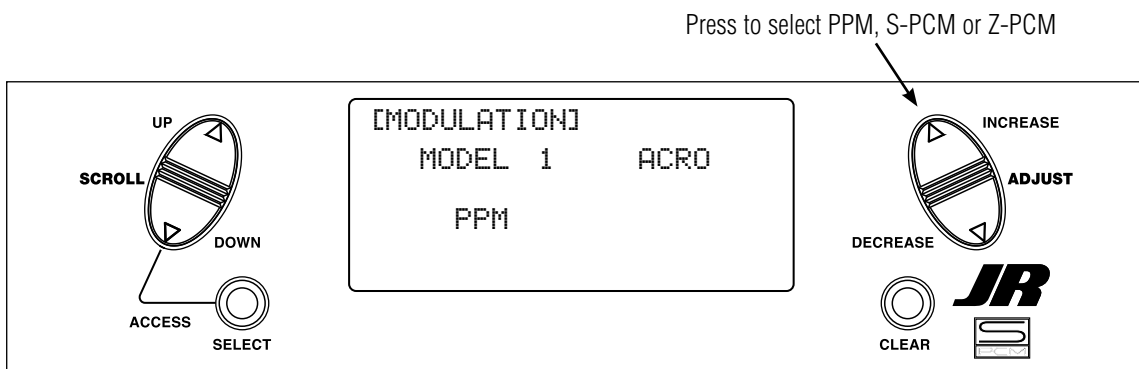 Press to select PPM, S-PCM or Z-PCM
UP
SCROLL
DOWN
ACCESS
SELECT
[MODULATION]
MODEL 1 ACRO
PPM
INCREASE
ADJUST
DECREASE
CLEAR
JR
S
PCM